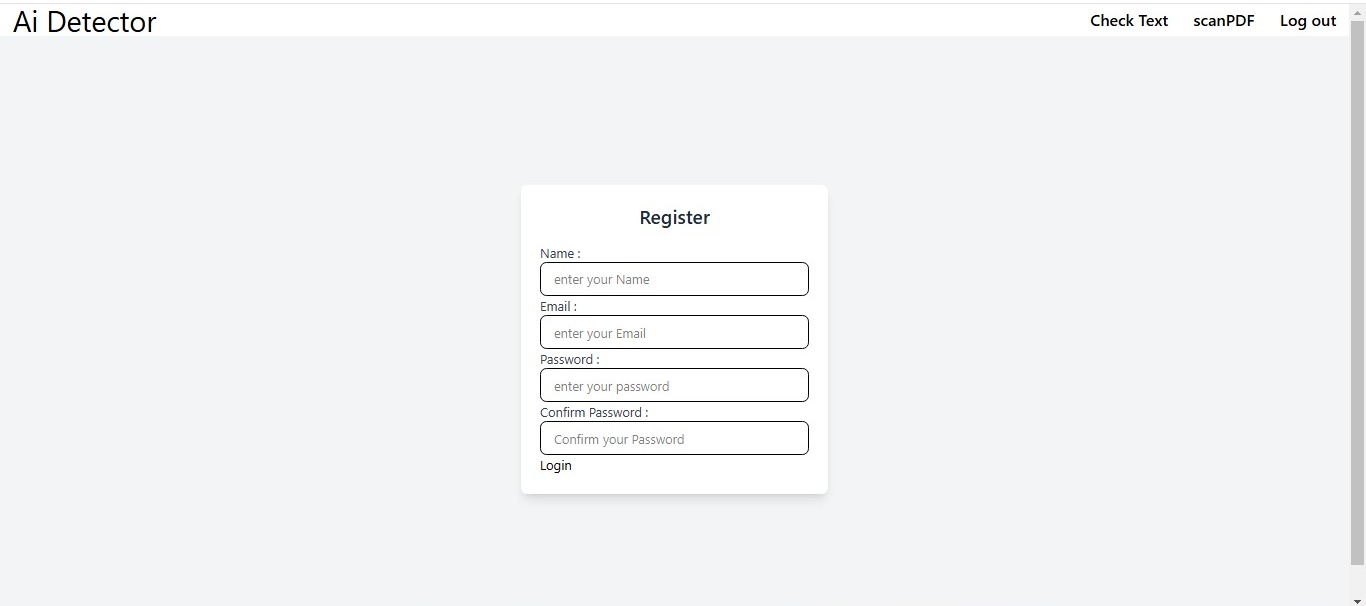 Ai Detector
Check Text scanPDF Log out
Register
Name :
enter your Name
Email :
enter your Email
Password :
enter your password
Confirm Password :
Confirm your Password
Login